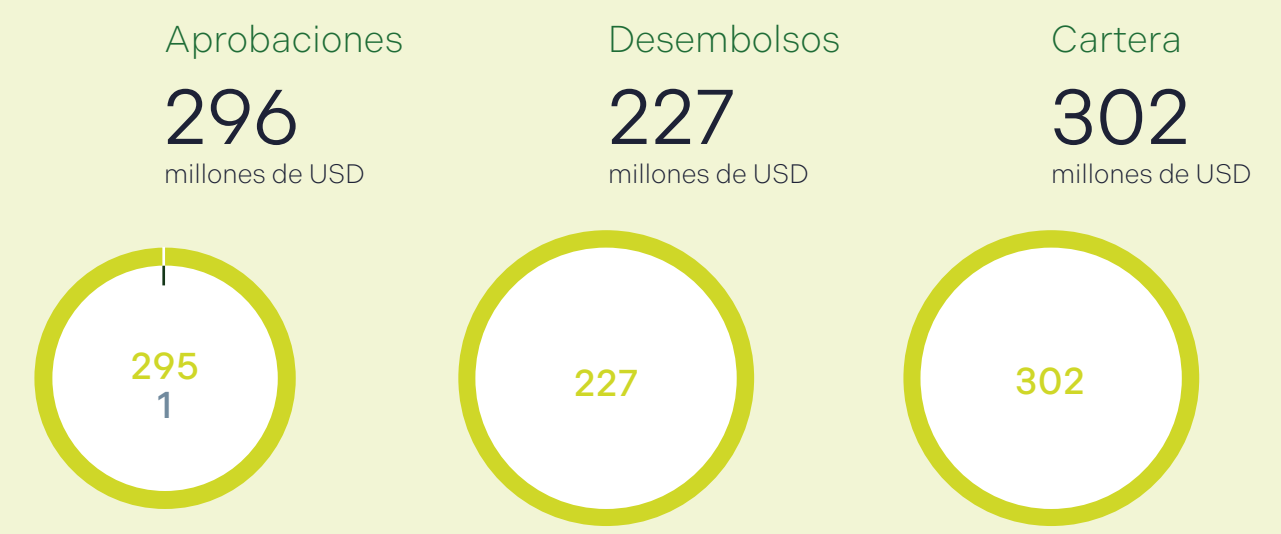 Aprobaciones
296
millones de USD
295
1
Desembolsos
227
millones de USD
227
Cartera
302
millones de USD
302